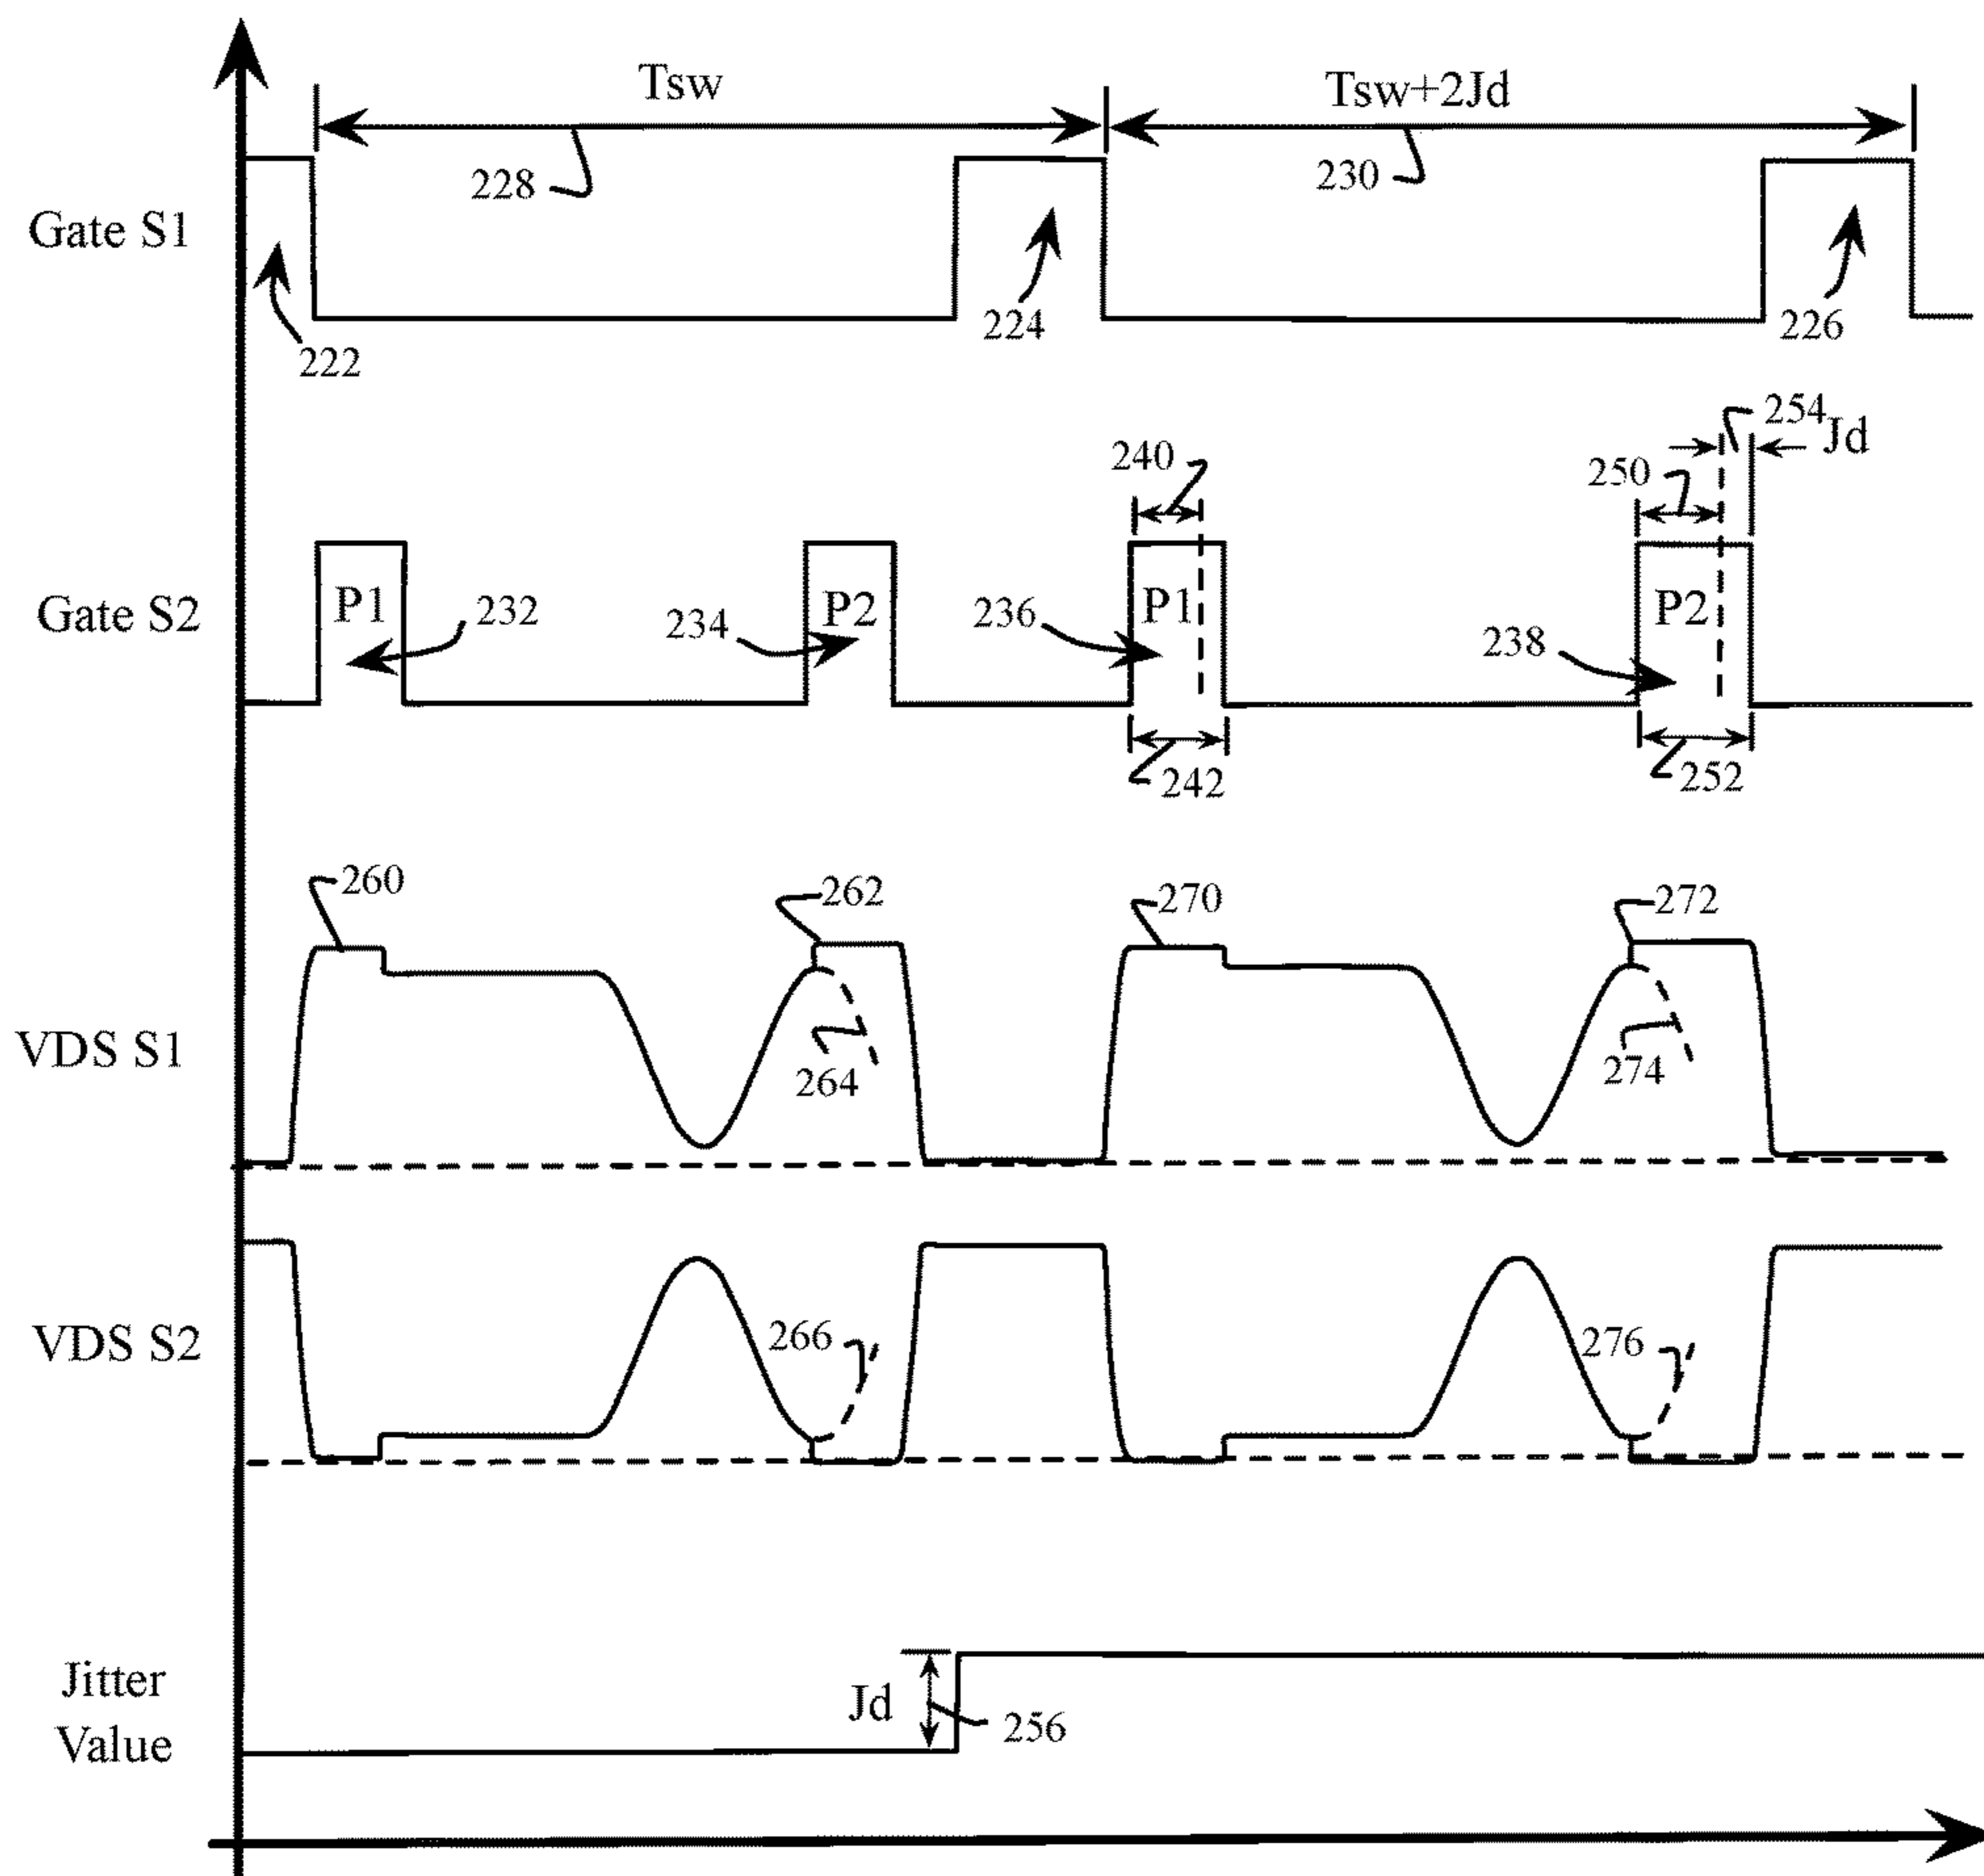 Tsw
Tsw+2Jd
228
230
Gate S1
222
224
226
254
Jd
240
250
Gate S2
P1
232
234
P2
236
P1
238
P2
242
252
260
262
270
272
VDS S1
264
274
VDS S2
266
276
Jitter
Value
Jd
256